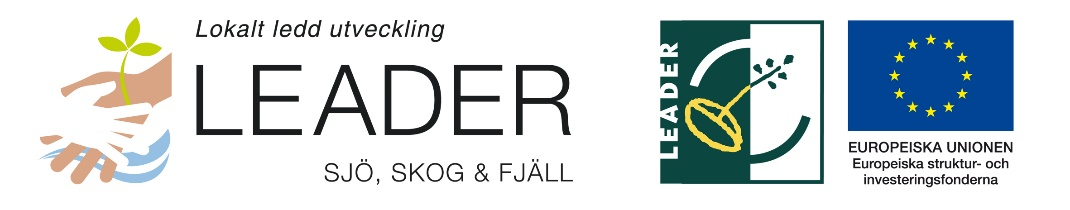 Lokalt ledd utveckling
LEADER
SJÖ, SKOG & FJÄLL
LEADER
EUROPEISKA UNIONEN
Europeiska struktur- och
investeringsfonderna